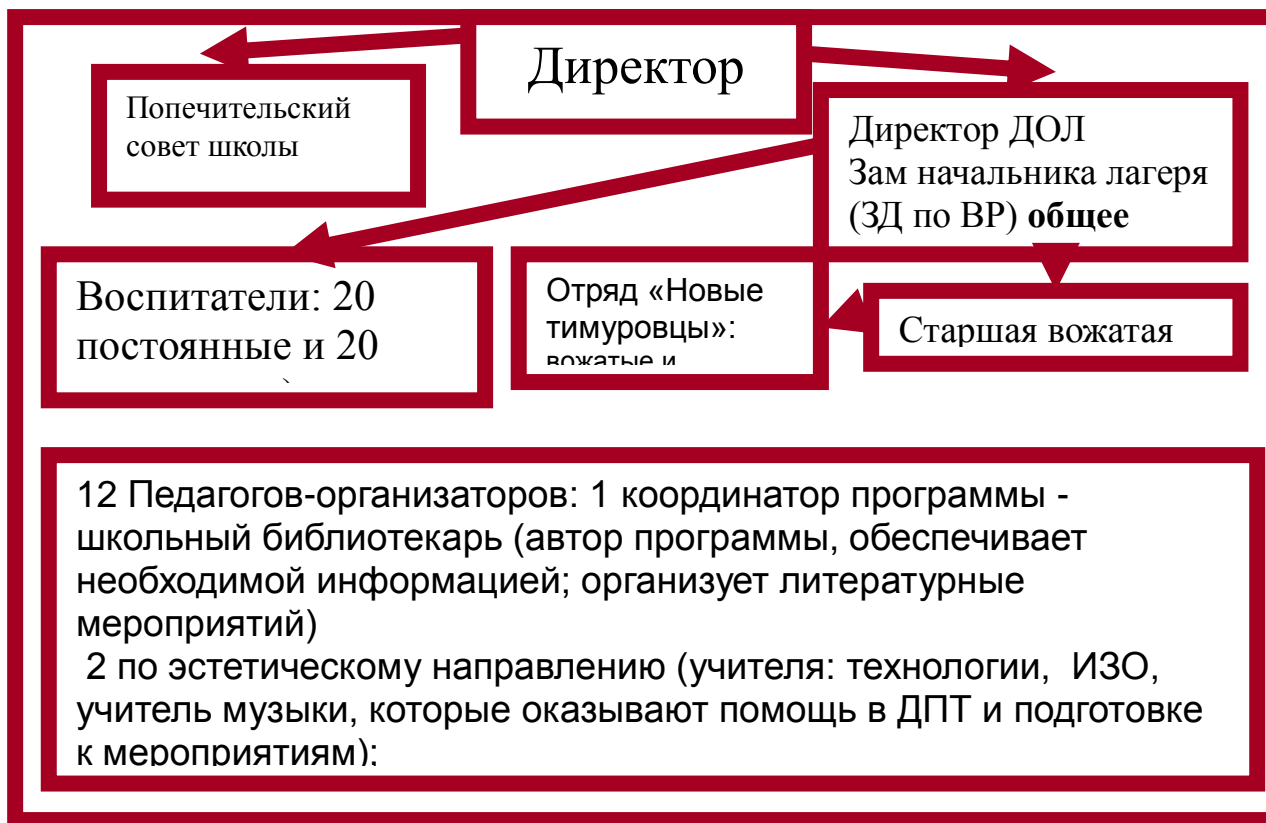 Директор
Попечительский
совет школы
Директор ДОЛ
Зам начальника лагеря
(ЗД по ВР) общее
Воспитатели: 20
постоянные и 20
Отряд «Новые
тимуровцы»:
вожатые и
Старшая вожатая
12 Педагогов-организаторов: 1 координатор программы -
школьный библиотекарь (автор программы, обеспечивает
необходимой информацией; организует литературные
мероприятий)
2 по эстетическому направлению (учителя: технологии, ИЗО,
учитель музыки, которые оказывают помощь в ДПТ и подготовке
к мероприятиям);